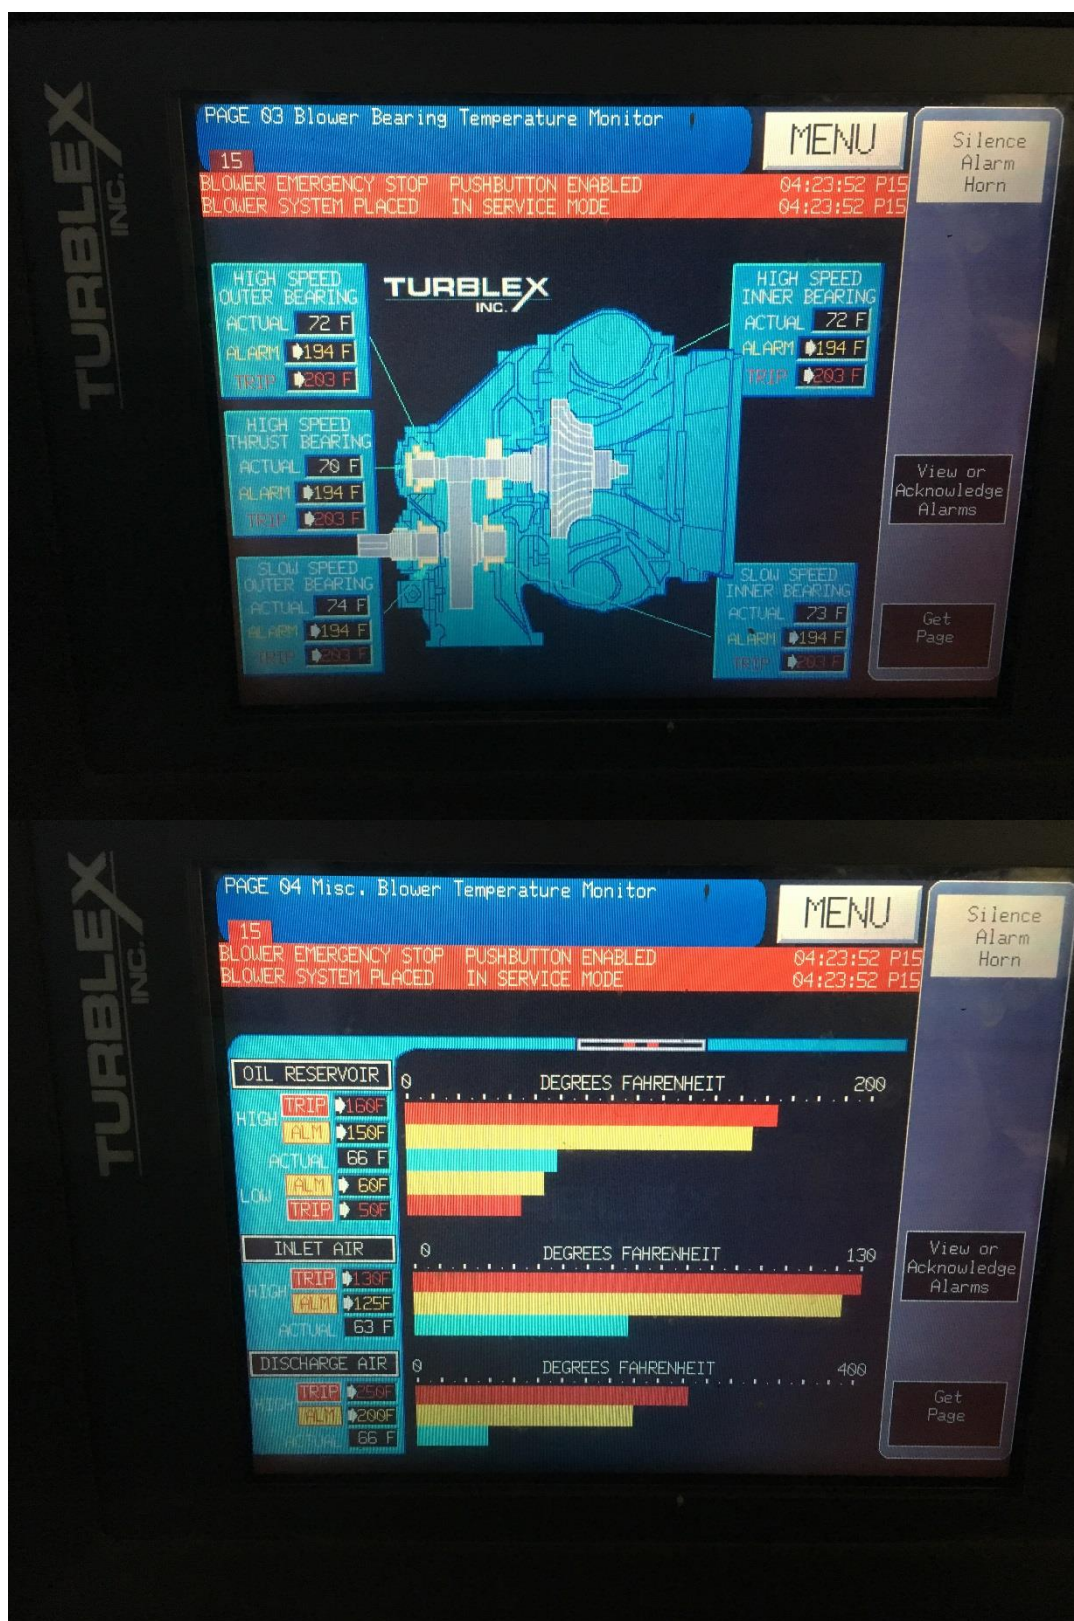 TURBLEX
INC.
PAGE 03 Blower Bearing Temperature Monitor
MENU
15
BLOWER EMERGENCY STOP PUSHBUTTON ENABLED 04:23:52 P15
BLOWER SYSTEM PLACED IN SERVICE MODE 04:23:52 P15
Silence
Alarm
Horn
HIGH SPEED
OUTER BEARING
ACTUAL 72 F
ALARM 194 F
TRIP 203 F
TURBLEX
INC.
HIGH SPEED
INNER BEARING
ACTUAL 72 F
ALARM 194 F
TRIP 203 F
HIGH SPEED
THRUST BEARING
ACTUAL 70 F
ALARM 194 F
TRIP 203 F
View or
Acknowledge
Alarms
SLOW SPEED
OUTER BEARING
ACTUAL 74 F
ALARM 194 F
TRIP 203 F
SLOW SPEED
INNER BEARING
ACTUAL 73 F
ALARM 194 F
TRIP 203 F
Get
Page
TURBLEX
INC.
PAGE 04 Misc. Blower Temperature Monitor
MENU
15
BLOWER EMERGENCY STOP PUSHBUTTON ENABLED 04:23:52 P15
BLOWER SYSTEM PLACED IN SERVICE MODE 04:23:52 P15
Silence
Alarm
Horn
OIL RESERVOIR
0 DEGREES FAHRENHEIT 200
HIGH
TRIP 160F
ALM 150F
ACTUAL 66 F
LOW
ALM 60F
TRIP 50F
INLET AIR
0 DEGREES FAHRENHEIT 130
HIGH
TRIP 130F
ALM 125F
ACTUAL 63 F
View or
Acknowledge
Alarms
DISCHARGE AIR
0 DEGREES FAHRENHEIT 400
HIGH
TRIP 250F
ALM 200F
ACTUAL 66 F
Get
Page